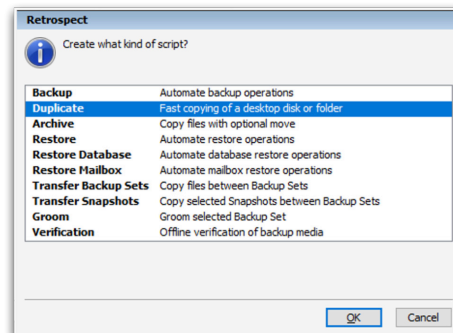 Retrospect
Create what kind of script?
Backup Automate backup operations
Duplicate Fast copying of a desktop disk or folder
Archive Copy files with optional move
Restore Automate restore operations
Restore Database Automate database restore operations
Restore Mailbox Automate mailbox restore operations
Transfer Backup Sets Copy files between Backup Sets
Transfer Snapshots Copy selected Snapshots between Backup Sets
Groom Groom selected Backup Set
Verification Offline verification of backup media
OK Cancel